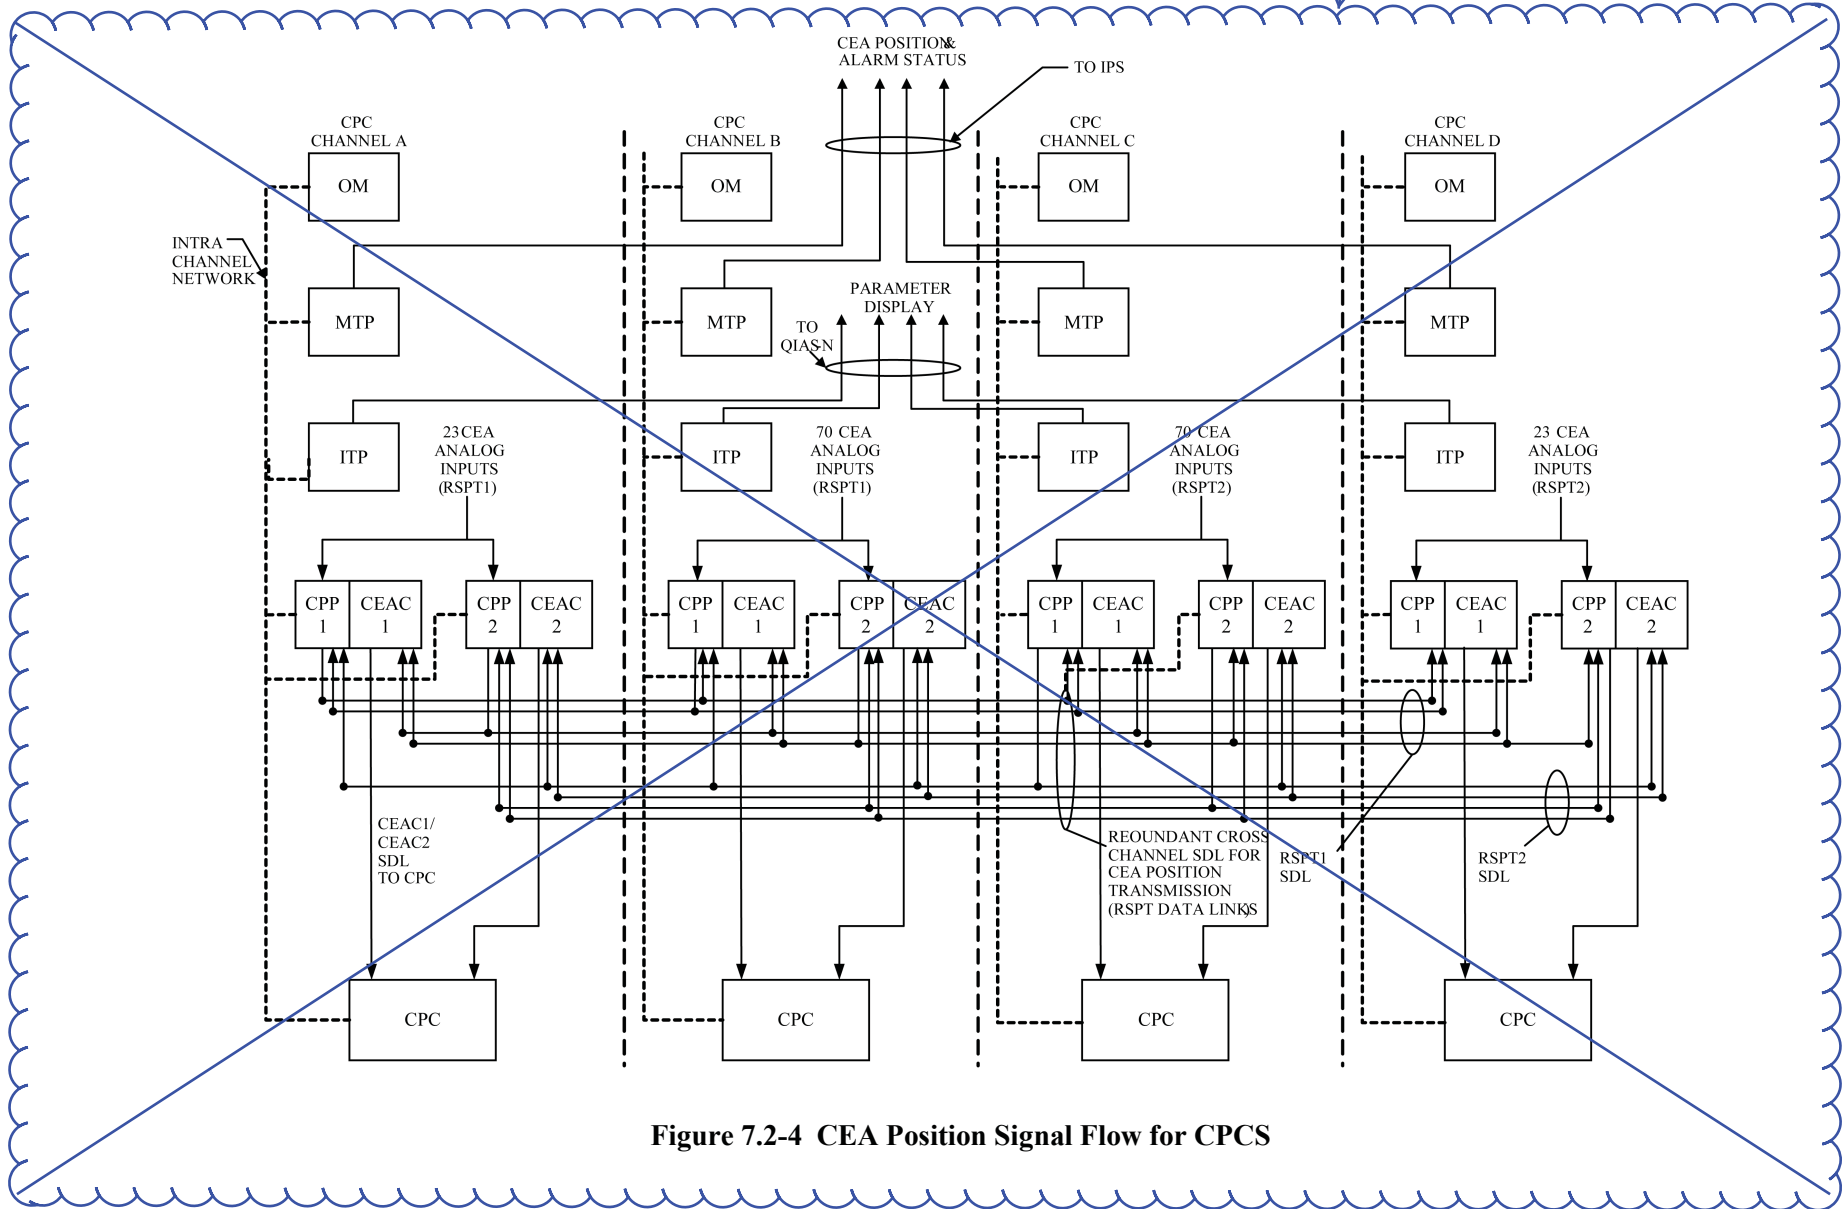 CEA POSITION&
ALARM STATUS
TO IPS
CPC
CHANNEL A
CPC
CHANNEL B
CPC
CHANNEL C
CPC
CHANNEL D
OM
OM
OM
OM
INTRA
CHANNEL
NETWORK
MTP
MTP
MTP
MTP
PARAMETER
DISPLAY
TO
QIAS-N
ITP
ITP
ITP
ITP
23 CEA
ANALOG
INPUTS
(RSPT1)
70 CEA
ANALOG
INPUTS
(RSPT1)
70 CEA
ANALOG
INPUTS
(RSPT2)
23 CEA
ANALOG
INPUTS
(RSPT2)
CPP
1
CEAC
1
CPP
2
CEAC
2
CPP
1
CEAC
1
CPP
2
CEAC
2
CPP
1
CEAC
1
CPP
2
CEAC
2
CPP
1
CEAC
1
CPP
2
CEAC
2
CEAC1/
CEAC2
SDL
TO CPC
REOUNDANT CROSS
CHANNEL SDL FOR
CEA POSITION
TRANSMISSION
(RSPT DATA LINKS)
RSPT1
SDL
RSPT2
SDL
CPC
CPC
CPC
CPC
Figure 7.2-4 CEA Position Signal Flow for CPCS